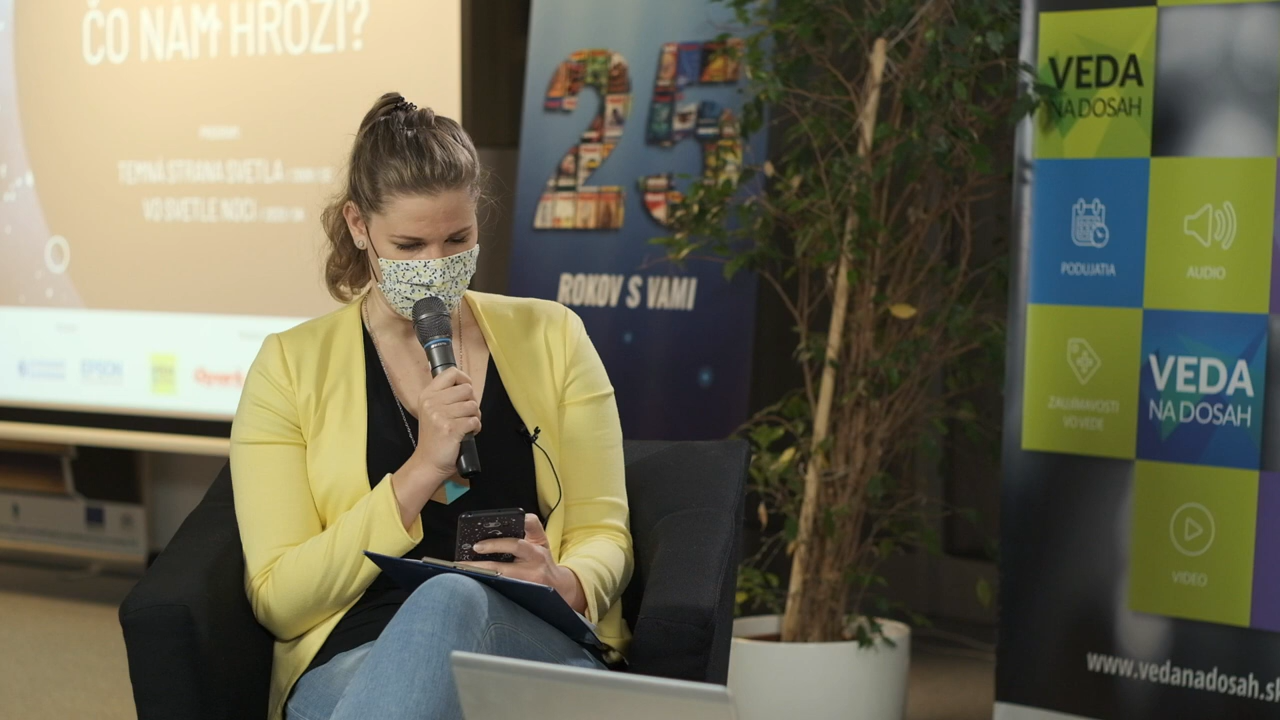 ČO NÁM HROZÍ?
PROGRAM
TEMNÁ STRANA SVETLA
VO SVETLE NOCI
EPSON
25
ROKOV S VAMI
VEDA
NA DOSAH
PODUJATIA
AUDIO
ZAUJÍMAVOSTI
VO VEDE
VEDA
NA DOSAH
VIDEO
www.vedanadosah.sk